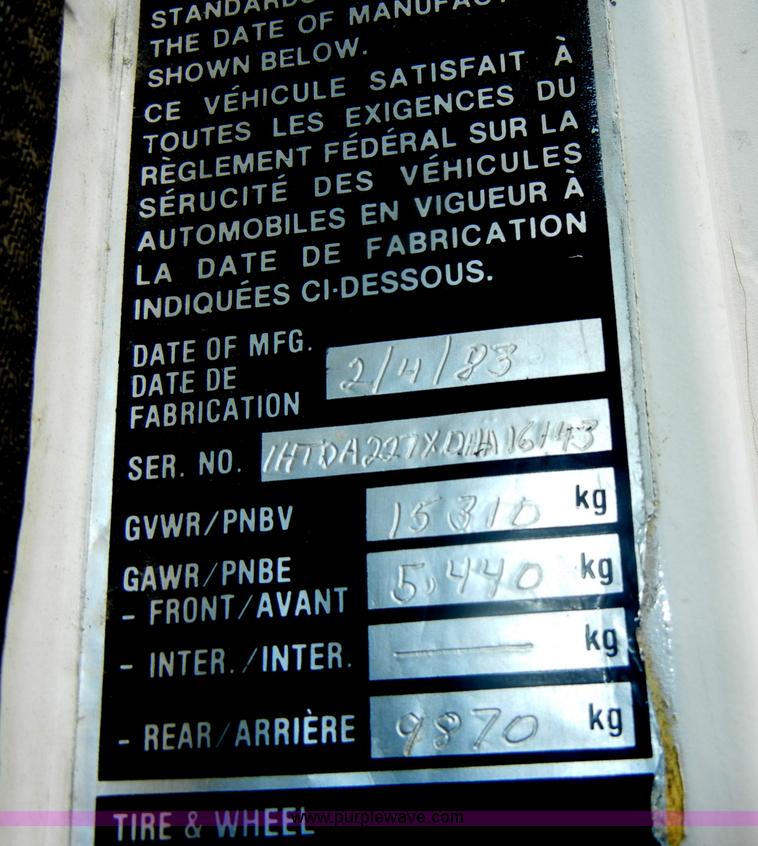 STANDARDS
THE DATE OF MANUFACT
SHOWN BELOW.
CE VÉHICULE SATISFAIT À
TOUTES LES EXIGENCES DU
RÈGLEMENT FÉDÉRAL SUR LA
SÉRUCITÉ DES VÉHICULES
AUTOMOBILES EN VIGUEUR À
LA DATE DE FABRICATION
INDIQUÉES CI-DESSOUS.
DATE OF MFG.
DATE DE
FABRICATION 2/4/83
SER. NO. 1HTDA227XDHA16143
GVWR/PNBV 15310 kg
GAWR/PNBE
- FRONT/AVANT 5,440 kg
- INTER./INTER. — kg
- REAR/ARRIÈRE 9870 kg
TIRE & WHEEL
www.purplewave.com